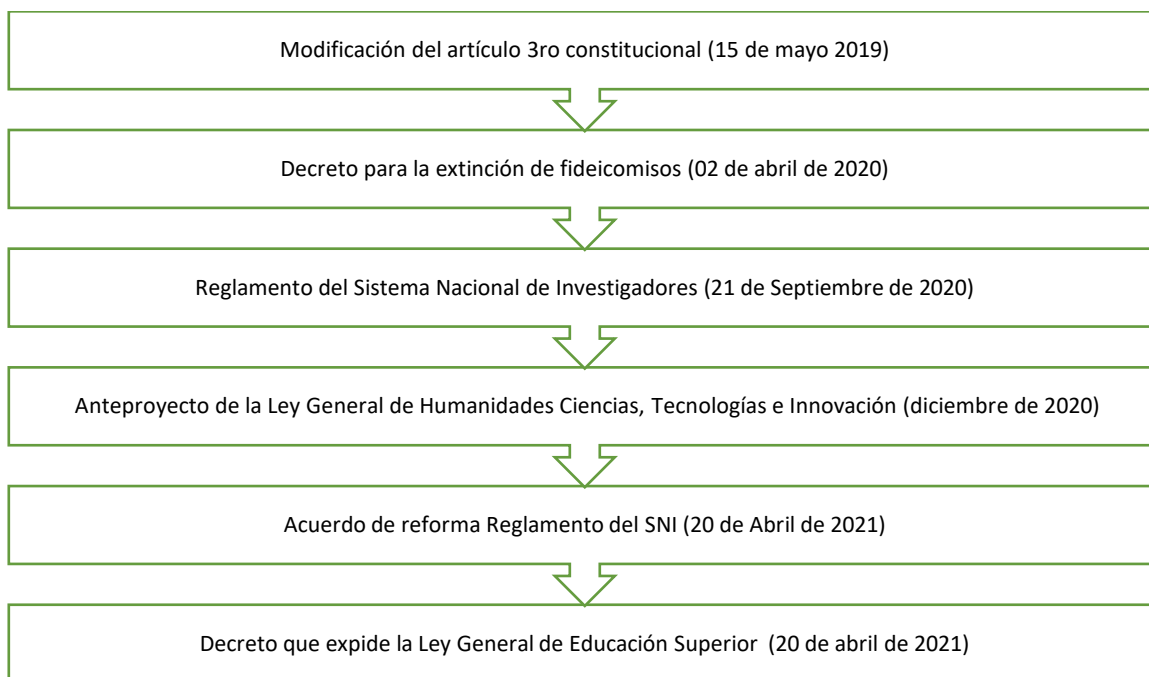 Modificación del artículo 3ro constitucional (15 de mayo 2019)
Decreto para la extinción de fideicomisos (02 de abril de 2020)
Reglamento del Sistema Nacional de Investigadores (21 de Septiembre de 2020)
Anteproyecto de la Ley General de Humanidades Ciencias, Tecnologías e Innovación (diciembre de 2020)
Acuerdo de reforma Reglamento del SNI (20 de Abril de 2021)
Decreto que expide la Ley General de Educación Superior (20 de abril de 2021)